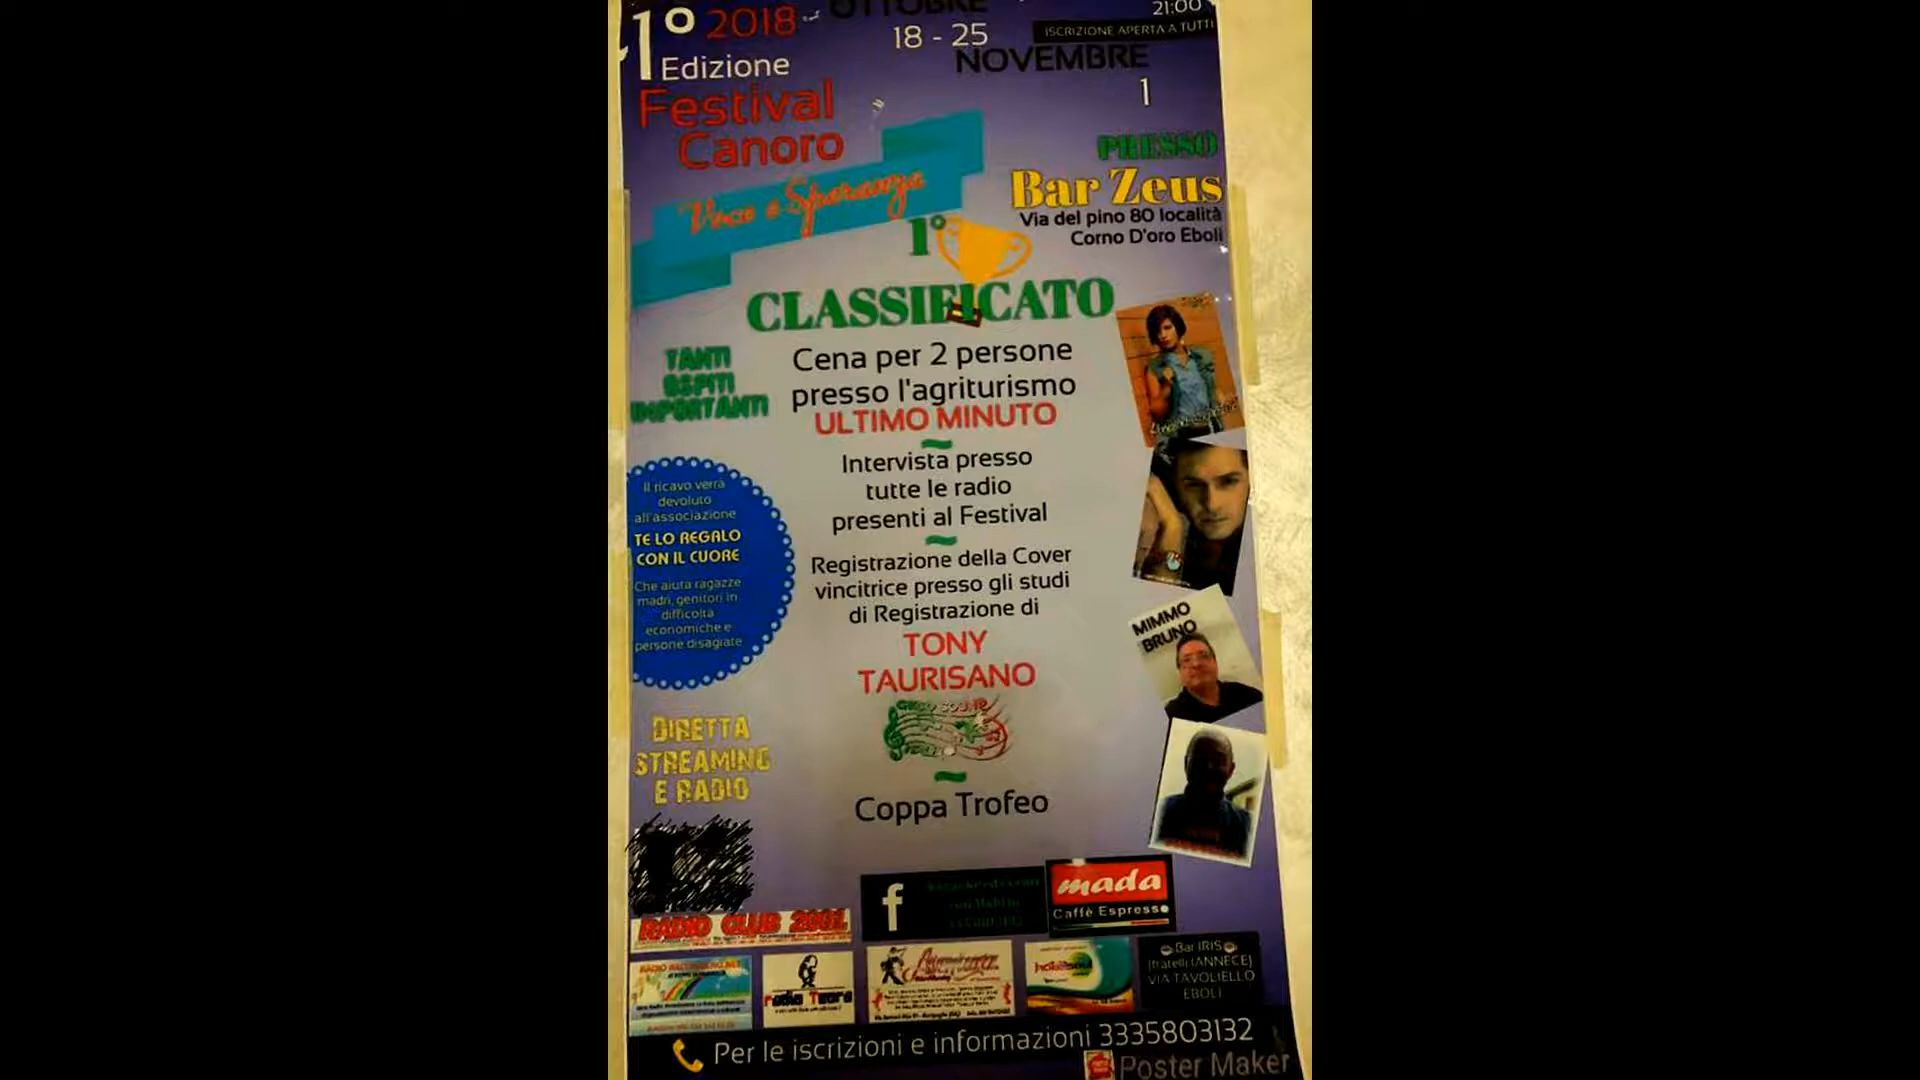 1° 2018
Edizione
OTTOBRE
18 - 25
21:00
ISCRIZIONE APERTA A TUTTI
NOVEMBRE
1
Festival
Canoro
Voce e Speranza
PRESSO
Bar Zeus
Via del pino 80 località
Corno D'oro Eboli
1°
CLASSIFICATO
TANTI
OSPITI
IMPORTANTI
Cena per 2 persone
presso l'agriturismo
ULTIMO MINUTO
Intervista presso
tutte le radio
presenti al Festival
Registrazione della Cover
vincitrice presso gli studi
di Registrazione di
TONY
TAURISANO
Coppa Trofeo
Il ricavo verrà
devoluto
all'associazione
TE LO REGALO
CON IL CUORE
Che aiuta ragazze
madri, genitori in
difficoltà
economiche e
persone disagiate
DIRETTA
STREAMING
E RADIO
MIMMO
BRUNO
f
mada
Caffè Espresso
RADIO CLUB 2001
radio Tuoro
Bar IRIS
(fratelli IANNECE)
VIA TAVOLIELLO
EBOLI
Per le iscrizioni e informazioni 3335803132
Poster Maker